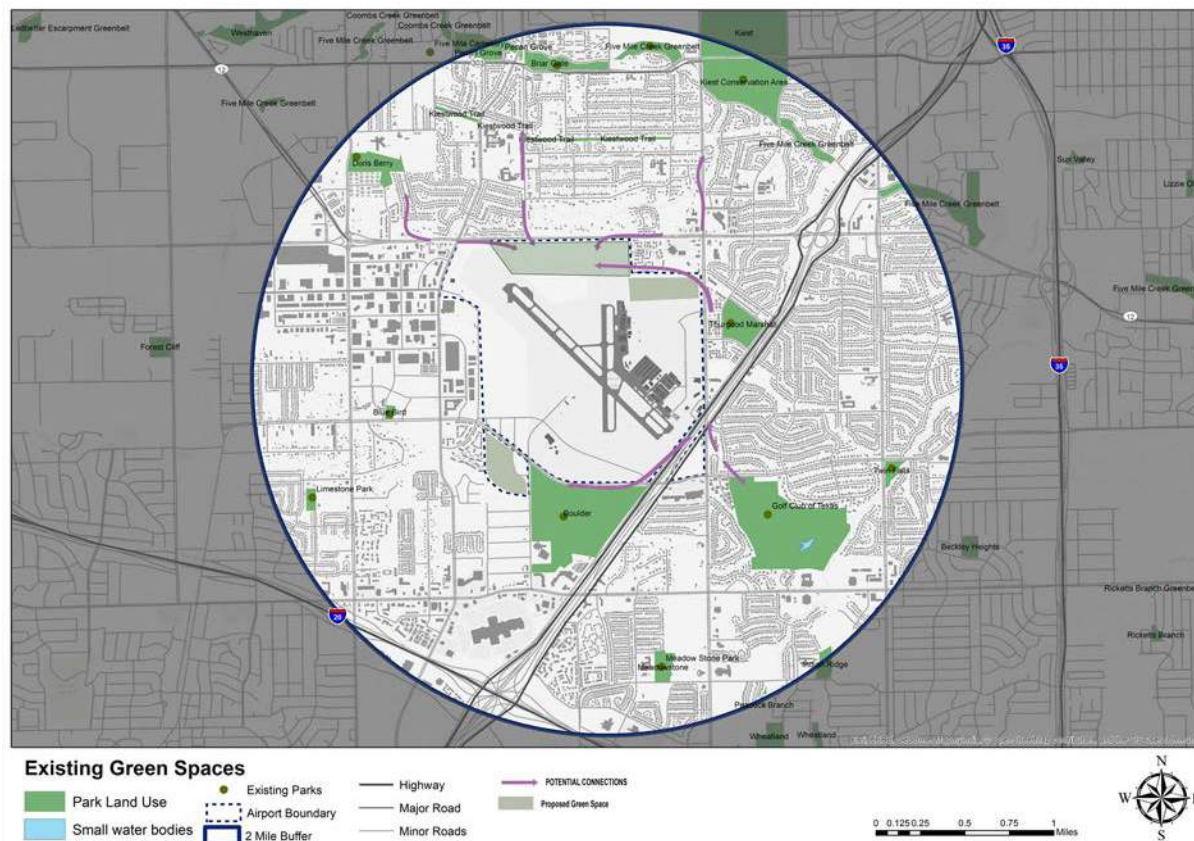 Ledbetter Escarpment Greenbelt
Westhaven
Coombs Creek Greenbelt
Coombs Creek Greenbelt
Five Mile Creek Greenbelt
Pecan Grove
Five Mile Creek Greenbelt
Kiest
35
Briar Gate
12
Kiest Conservation Area
Five Mile Creek Greenbelt
Kiestwood Trail
Kiestwood Trail
Kiestwood Trail
Five Mile Creek Greenbelt
Doris Berry
Sun Valley
Five Mile Creek Greenbelt
Five Mile Creek
12
Thurgood Marshall
Forest Cliff
35
Blue Bird
Twin Falls
Limestone Park
Boulder
Golf Club of Texas
Beckley Heights
Ricketts Branch Greenbelt
20
Ricketts Branch
Meadow Stone Park
Meadowstone
Ridge
Branch
Wheatland
Wheatland
Existing Green Spaces
Park Land Use
Small water bodies
Existing Parks
Airport Boundary
2 Mile Buffer
Highway
Major Road
Minor Roads
POTENTIAL CONNECTIONS
Proposed Green Space
0 0.125 0.25 0.5 0.75 1
Miles
N
W
E
S